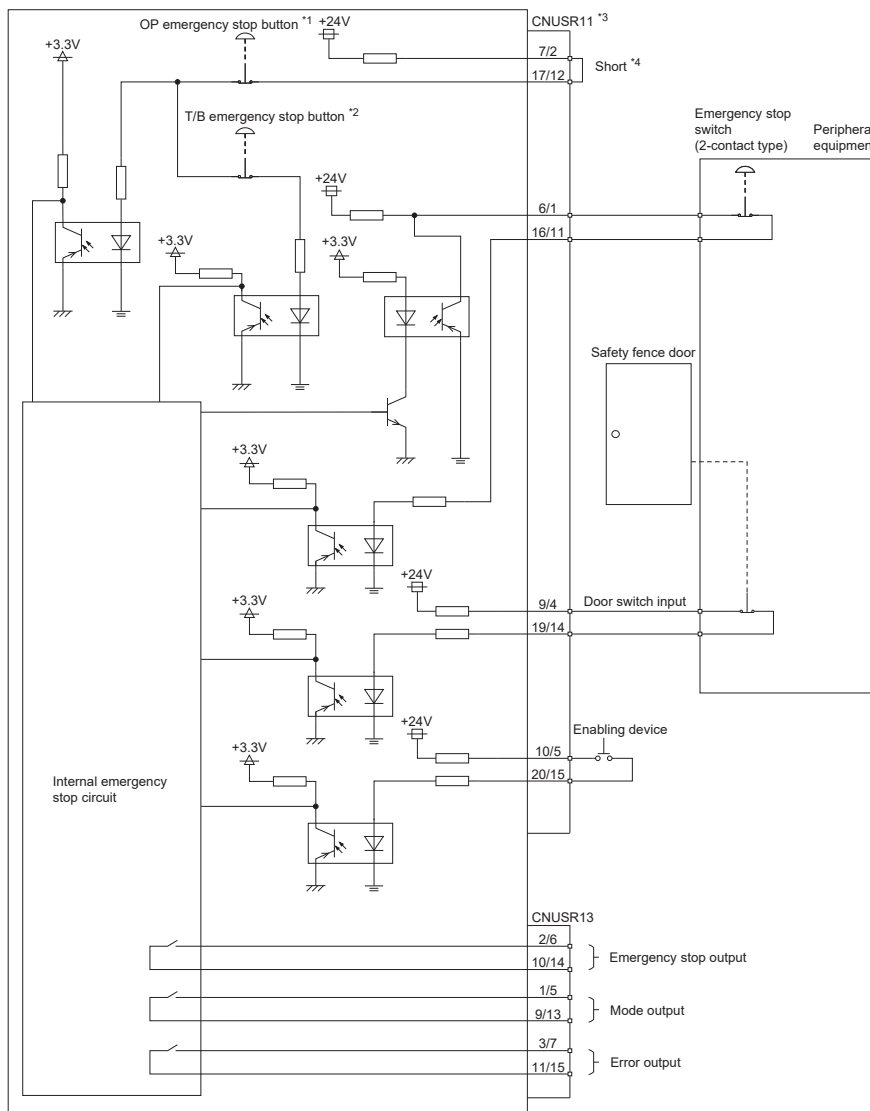 OP emergency stop button *1
+24V
CNUSR11 *3
+3.3V
7/2
Short *4
17/12
T/B emergency stop button *2
Emergency stop
switch
(2-contact type)
Periphera
equipmen
+24V
6/1
+3.3V
+3.3V
16/11
Safety fence door
+3.3V
+24V
9/4
Door switch input
+3.3V
19/14
+24V
Enabling device
+3.3V
10/5
20/15
Internal emergency
stop circuit
CNUSR13
2/6
Emergency stop output
10/14
1/5
Mode output
9/13
3/7
Error output
11/15